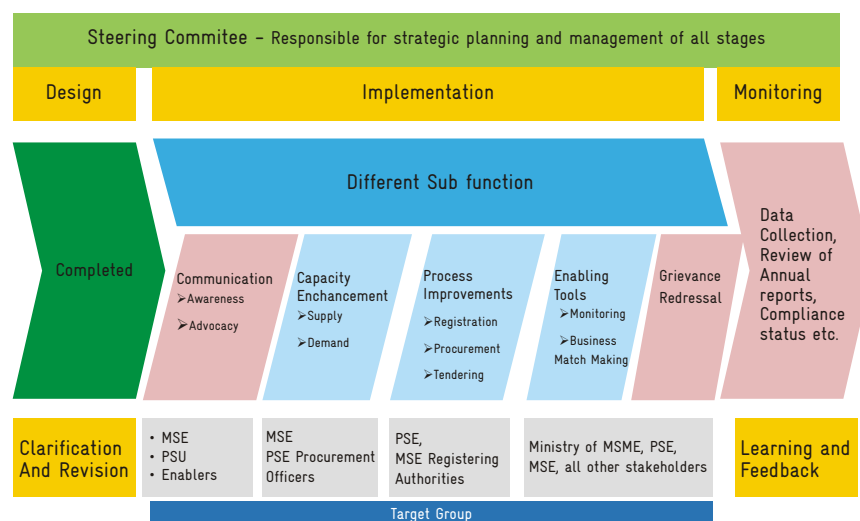 Steering Commitee – Responsible for strategic planning and management of all stages
Design
Implementation
Monitoring
Different Sub function
Completed
Communication
➢Awareness
➢Advocacy
Capacity
Enchancement
➢Supply
➢Demand
Process
Improvements
➢Registration
➢Procurement
➢Tendering
Enabling
Tools
➢Monitoring
➢Business
Match Making
Grievance
Redressal
Data
Collection,
Review of
Annual
reports,
Compliance
status etc.
Clarification
And Revision
• MSE
• PSU
• Enablers
MSE
PSE Procurement
Officers
PSE,
MSE Registering
Authorities
Ministry of MSME, PSE,
MSE, all other stakeholders
Learning and
Feedback
Target Group